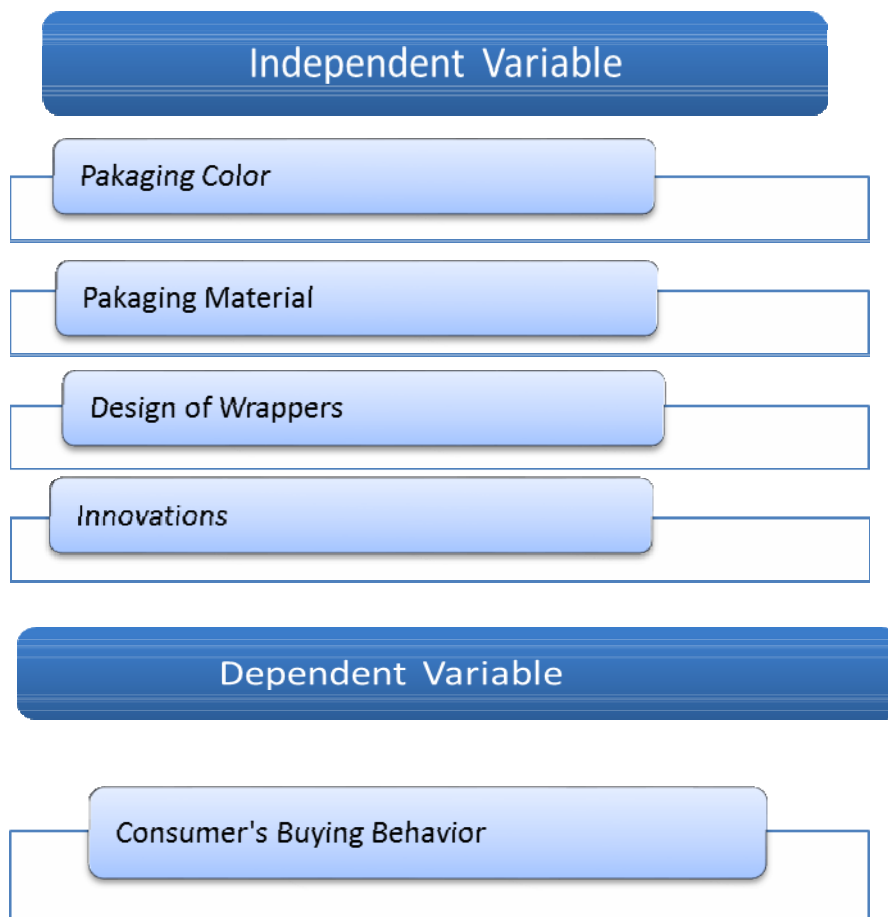 Independent Variable
Pakaging Color
Pakaging Material
Design of Wrappers
Innovations
Dependent Variable
Consumer's Buying Behavior